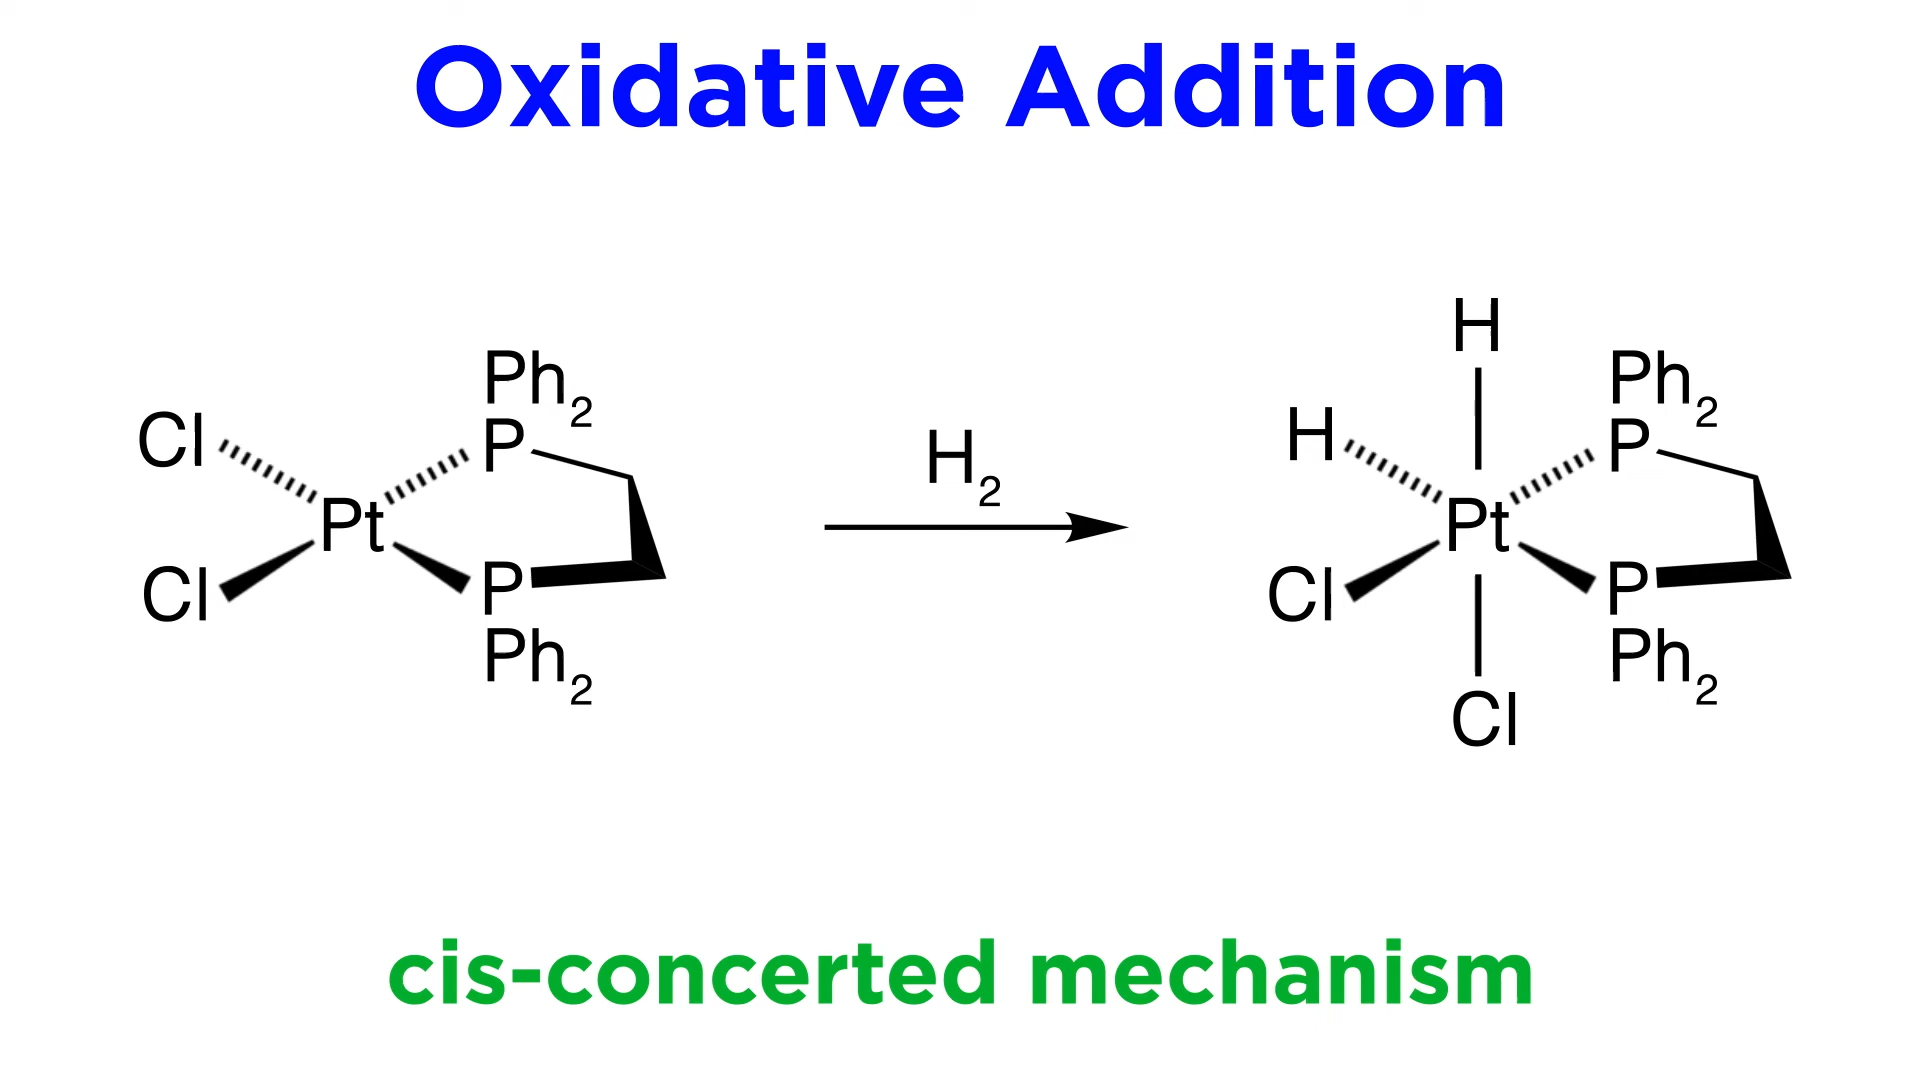 Oxidative Addition
Ph2
Cl
P
Pt
Cl
P
Ph2
H2
H
Ph2
H
P
Pt
Cl
P
Ph2
Cl
cis-concerted mechanism